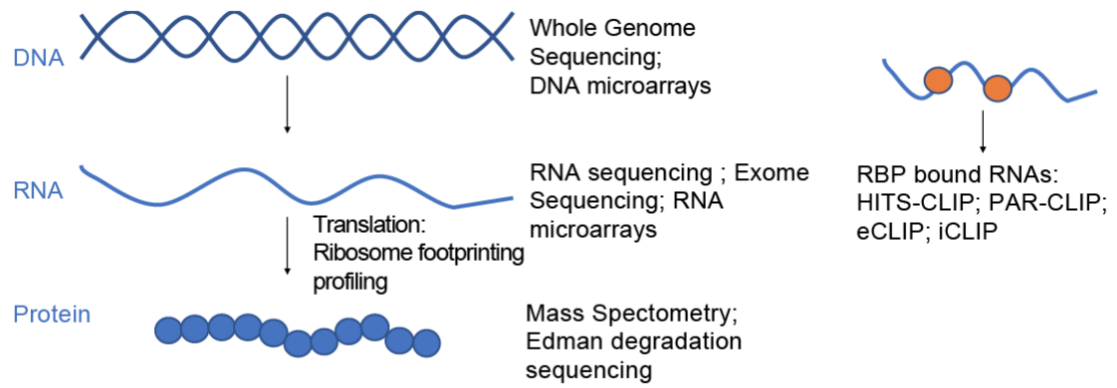 DNA
Whole Genome
Sequencing;
DNA microarrays
RNA
RNA sequencing ; Exome
Sequencing; RNA
microarrays
RBP bound RNAs:
HITS-CLIP; PAR-CLIP;
eCLIP; iCLIP
Translation:
Ribosome footprinting
profiling
Protein
Mass Spectometry;
Edman degradation
sequencing